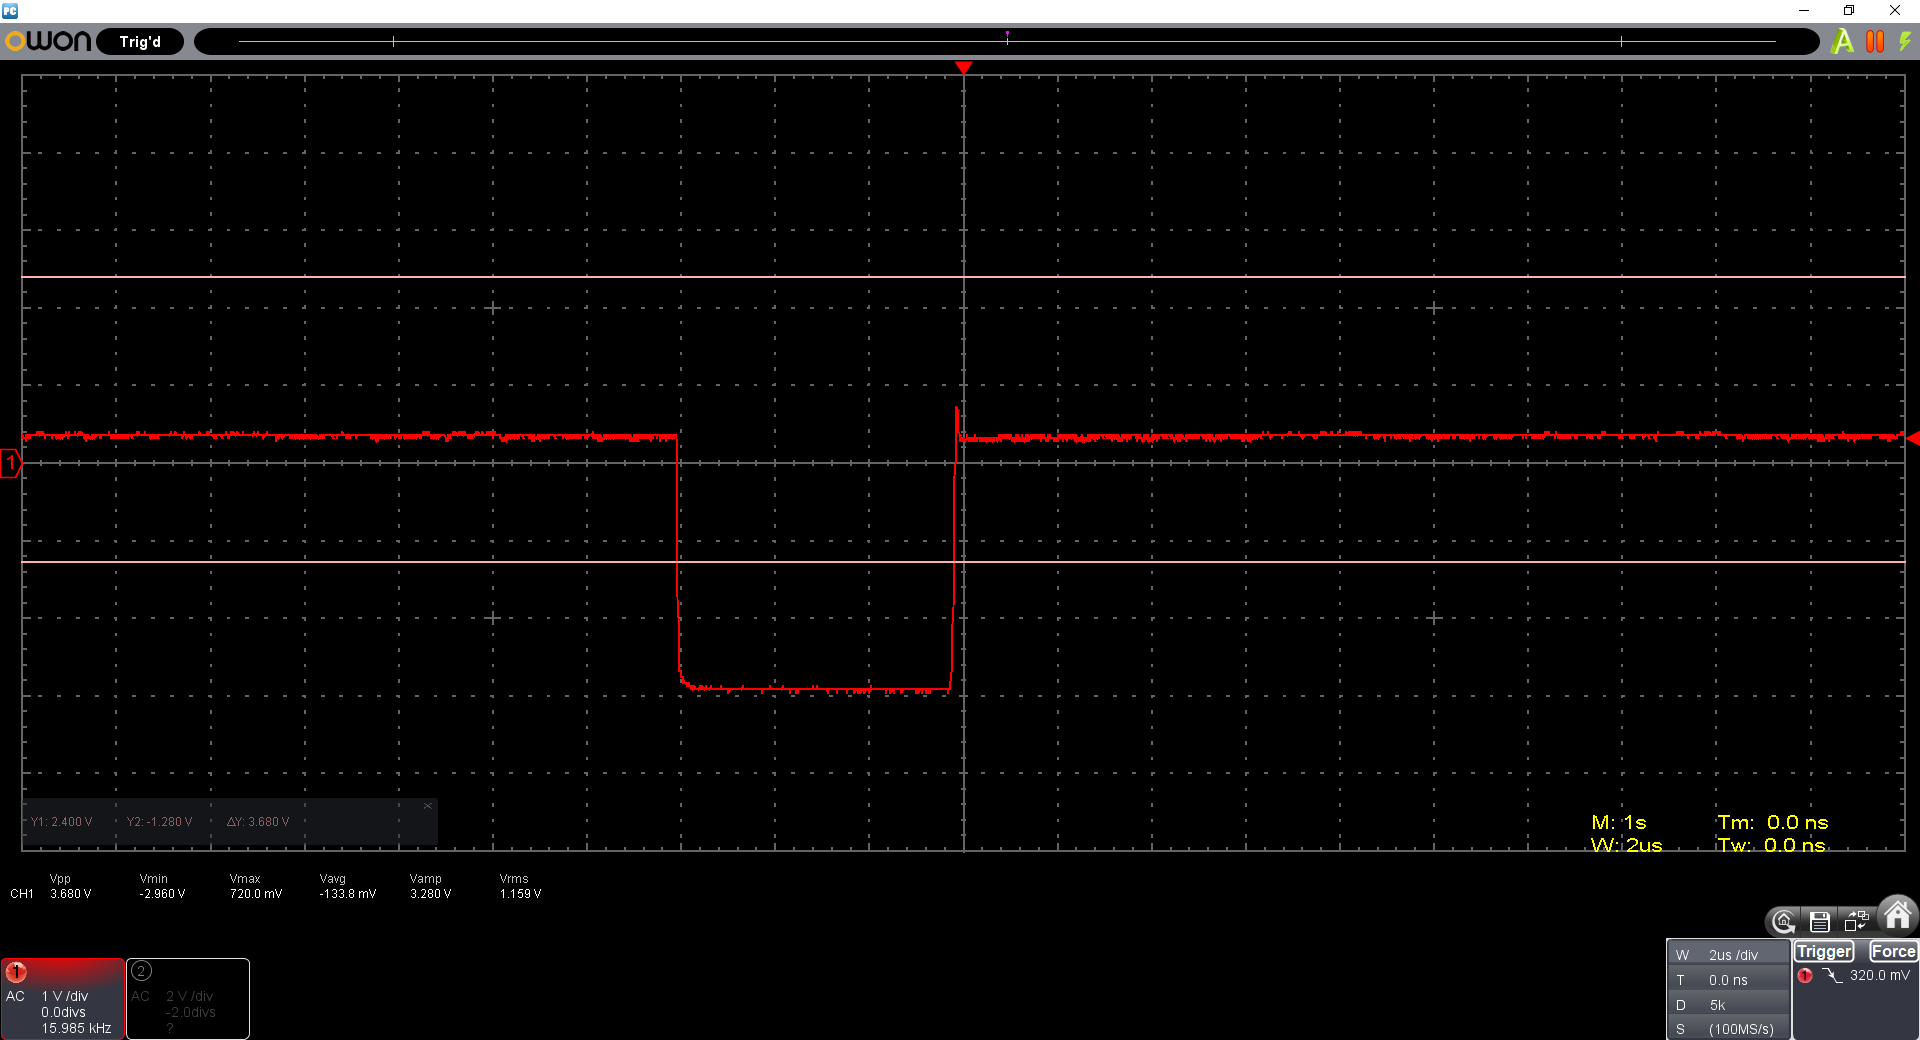 PC
OWON Trig'd
1
Y1: 2.400 V Y2: -1.280 V ΔY: 3.680 V
M: 1s Tm: 0.0 ns
W: 2us Tw: 0.0 ns
Vpp Vmin Vmax Vavg Vamp Vrms
CH1 3.680 V -2.960 V 720.0 mV -133.8 mV 3.280 V 1.159 V
1
AC 1 V /div
0.0divs
15.985 kHz
2
AC 2 V /div
-2.0divs
?
W 2us /div
T 0.0 ns
D 5k
S (100MS/s)
Trigger Force
1 320.0 mV